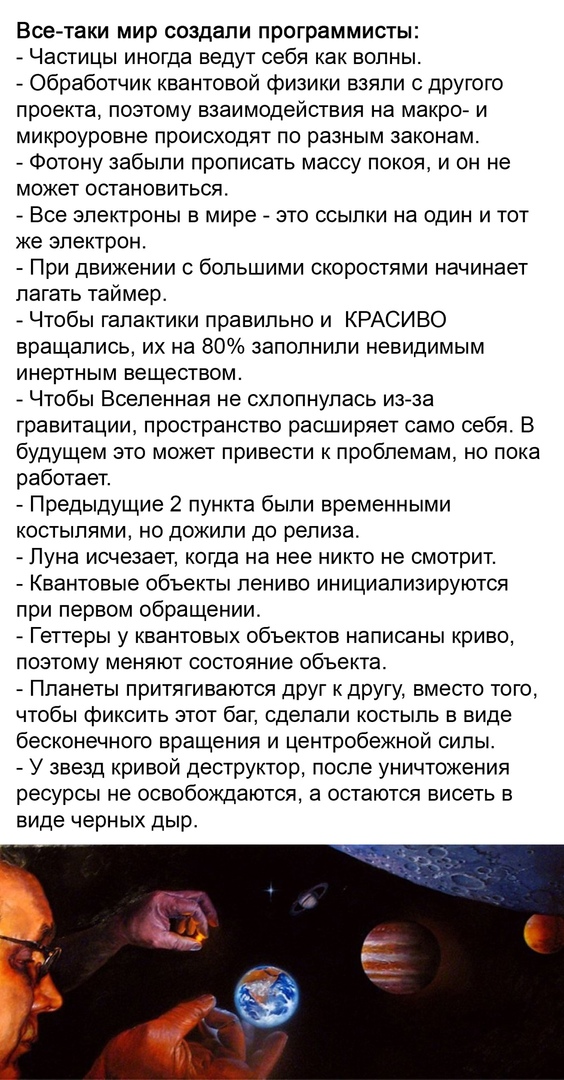 Все-таки мир создали программисты:
- Частицы иногда ведут себя как волны.
- Обработчик квантовой физики взяли с другого
проекта, поэтому взаимодействия на макро- и
микроуровне происходят по разным законам.
- Фотону забыли прописать массу покоя, и он не
может остановиться.
- Все электроны в мире - это ссылки на один и тот
же электрон.
- При движении с большими скоростями начинает
лагать таймер.
- Чтобы галактики правильно и  КРАСИВО
вращались, их на 80% заполнили невидимым
инертным веществом.
- Чтобы Вселенная не схлопнулась из-за
гравитации, пространство расширяет само себя. В
будущем это может привести к проблемам, но пока
работает.
- Предыдущие 2 пункта были временными
костылями, но дожили до релиза.
- Луна исчезает, когда на нее никто не смотрит.
- Квантовые объекты лениво инициализируются
при первом обращении.
- Геттеры у квантовых объектов написаны криво,
поэтому меняют состояние объекта.
- Планеты притягиваются друг к другу, вместо того,
чтобы фиксить этот баг, сделали костыль в виде
бесконечного вращения и центробежной силы.
- У звезд кривой деструктор, после уничтожения
ресурсы не освобождаются, а остаются висеть в
виде черных дыр.